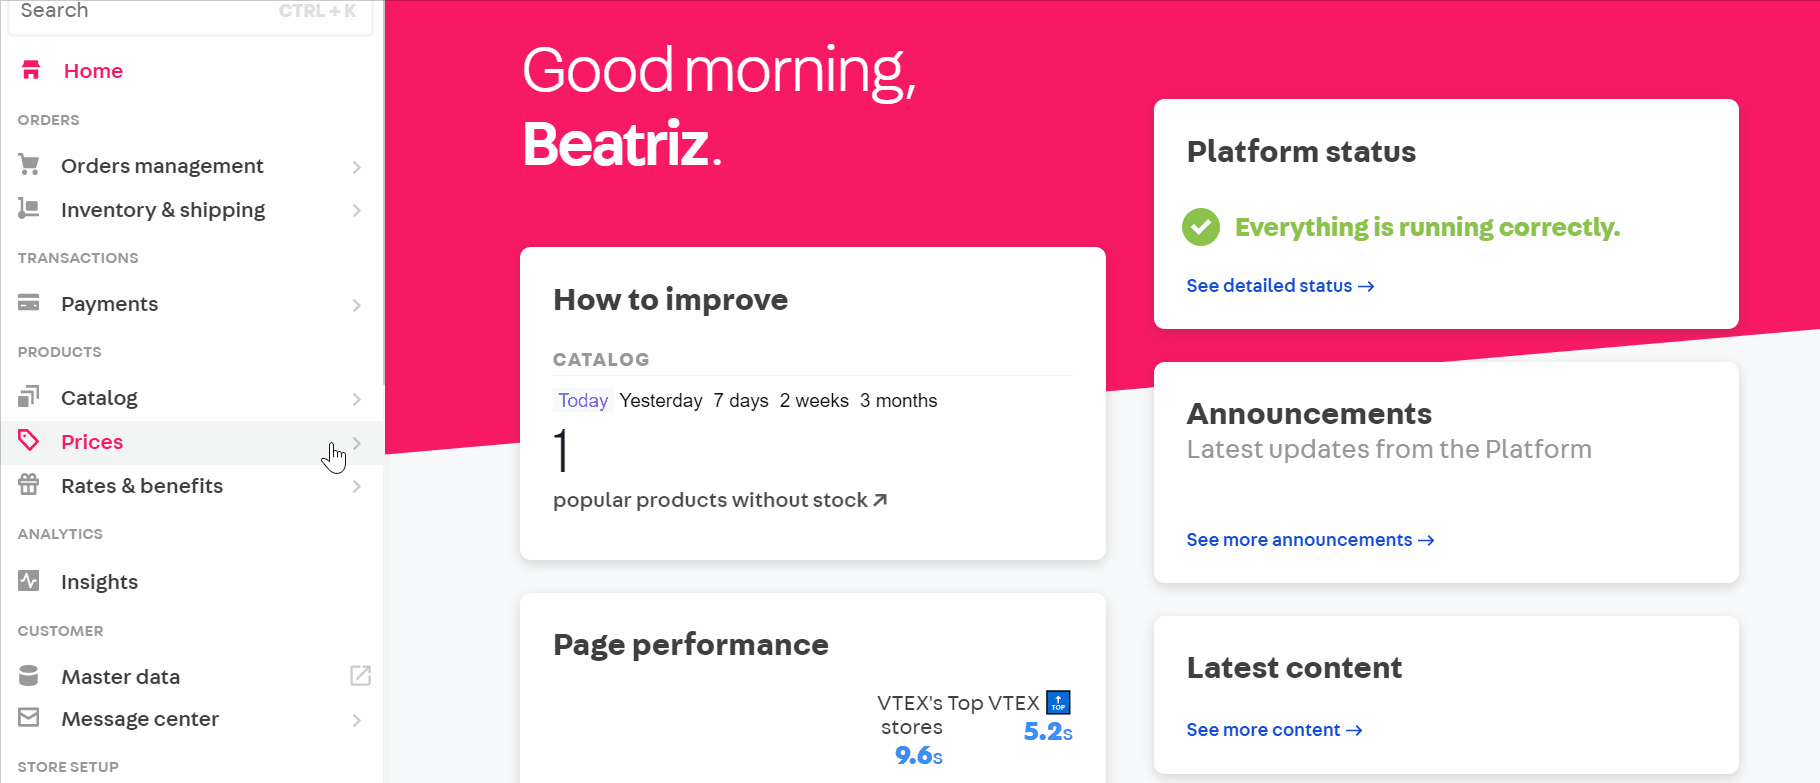 Search CTRL + K
Home
ORDERS
Orders management
Inventory & shipping
TRANSACTIONS
Payments
PRODUCTS
Catalog
Prices
Rates & benefits
ANALYTICS
Insights
CUSTOMER
Master data
Message center
STORE SETUP
Good morning,
Beatriz.
How to improve
CATALOG
Today Yesterday 7 days 2 weeks 3 months
1
popular products without stock
Page performance
VTEX's Top VTEX TOP
stores
5.2s
9.6s
Platform status
Everything is running correctly.
See detailed status →
Announcements
Latest updates from the Platform
See more announcements →
Latest content
See more content →